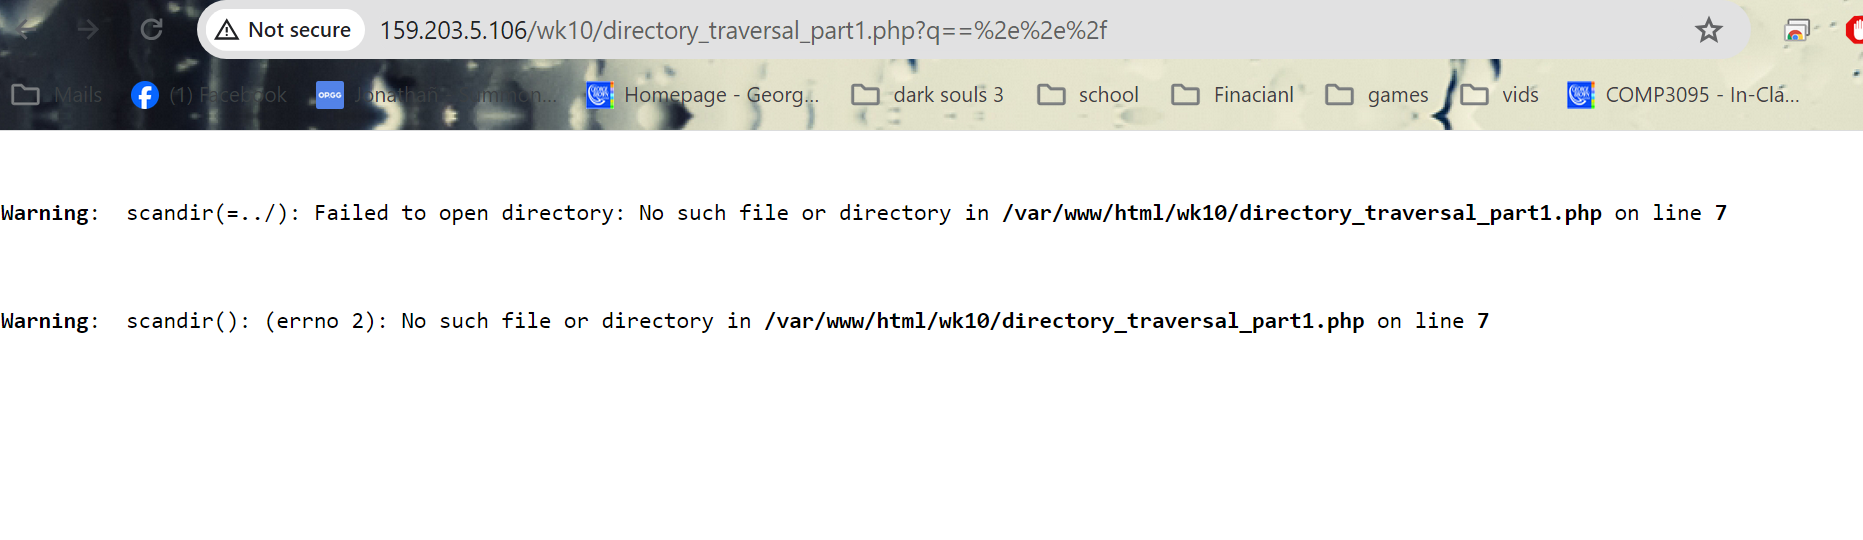 Not secure 159.203.5.106/wk10/directory_traversal_part1.php?q==%2e%2e%2f
Mails (1) Facebook OPGG Homepage - Georg... dark souls 3 school Finacianl games vids COMP3095 - In-Cla...
Warning: scandir(=../): Failed to open directory: No such file or directory in /var/www/html/wk10/directory_traversal_part1.php on line 7
Warning: scandir(): (errno 2): No such file or directory in /var/www/html/wk10/directory_traversal_part1.php on line 7